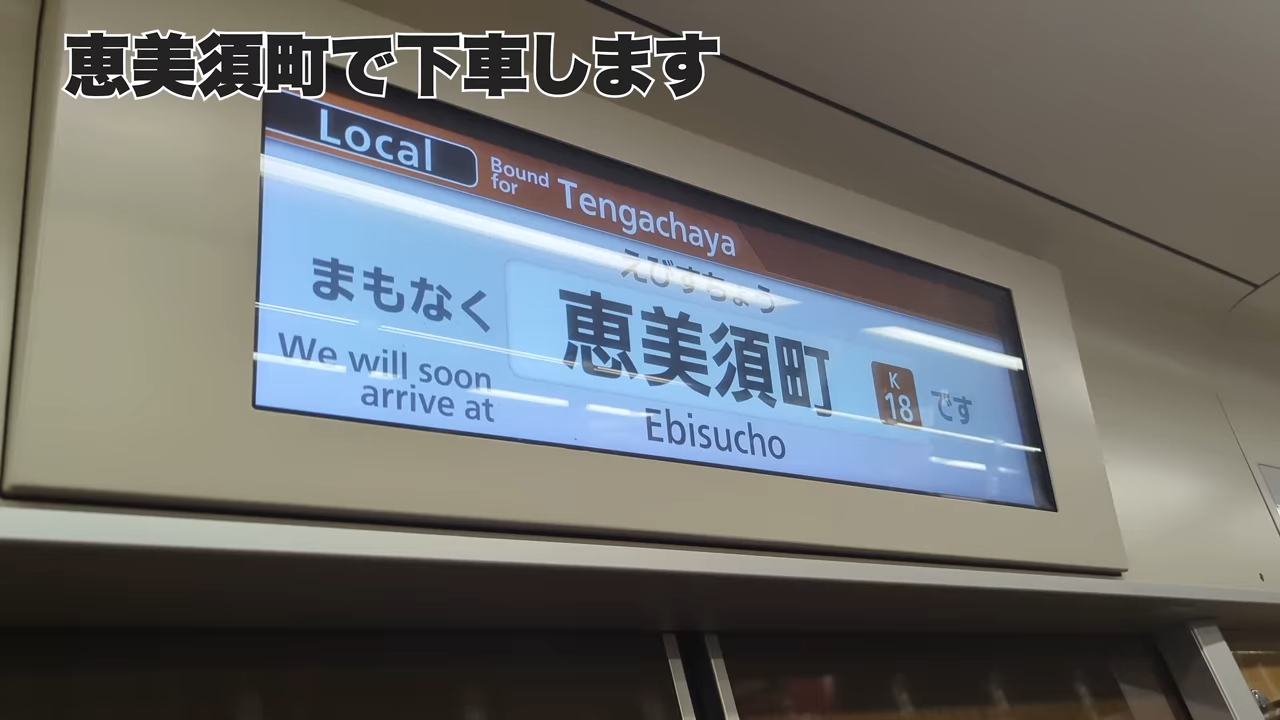 恵美須町で下車します
Local
Bound for Tengachaya
まもなく
えびすちょう
恵美須町
K
18
です
We will soon
arrive at
Ebisucho